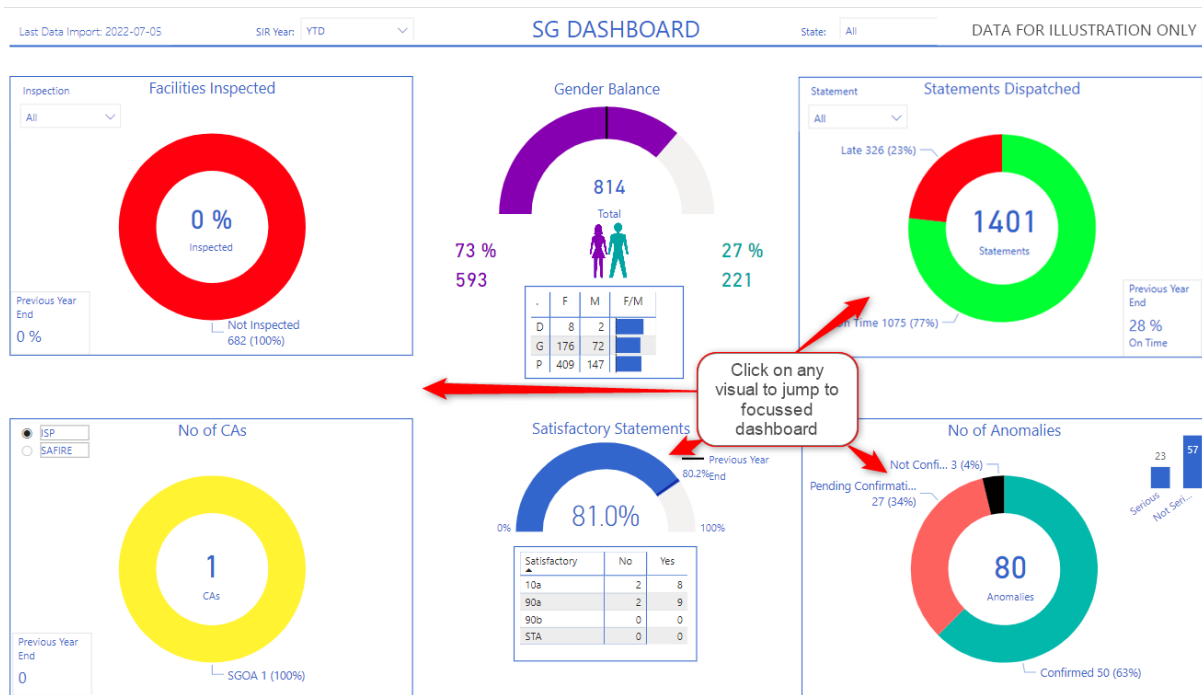 Last Data Import: 2022-07-05
SIR Year: YTD
SG DASHBOARD
State: All
DATA FOR ILLUSTRATION ONLY
Inspection
Facilities Inspected
All
0 %
Inspected
Previous Year
End
0 %
Not Inspected
682 (100%)
Gender Balance
814
Total
73 %
593
27 %
221
. F M F/M
D 8 2
G 176 72
P 409 147
Statement
Statements Dispatched
All
Late 326 (23%)
1401
Statements
On Time 1075 (77%)
Previous Year
End
28 %
On Time
Click on any
visual to jump to
focussed
dashboard
ISP
SAFIRE
No of CAs
1
CAs
Previous Year
End
0
SGOA 1 (100%)
Satisfactory Statements
Previous Year
End
80.2%
81.0%
0%
100%
Satisfactory No Yes
10a 2 8
90a 2 9
90b 0 0
STA 0 0
No of Anomalies
Not Confi... 3 (4%)
Pending Confirmati...
27 (34%)
80
Anomalies
Confirmed 50 (63%)
23
57
Serious
Not Seri...